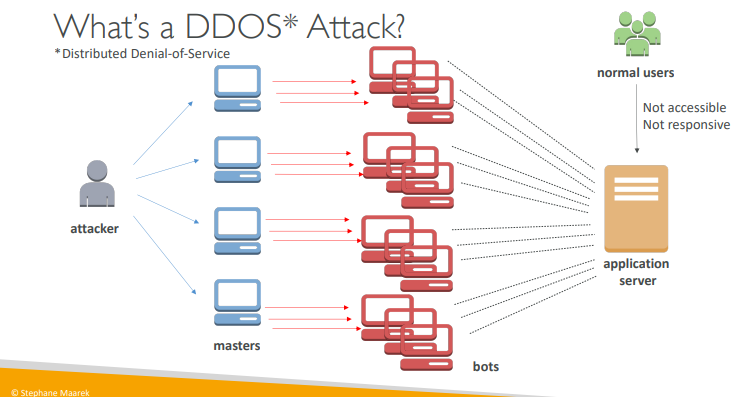 What's a DDOS* Attack?
*Distributed Denial-of-Service
normal users
Not accessible
Not responsive
attacker
application
server
masters
bots
© Stephane Maarek